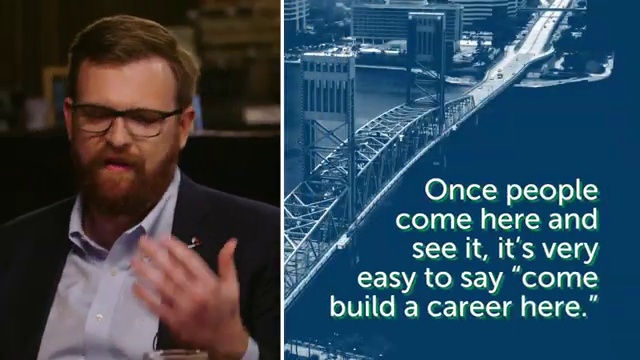 Once people
come here and
see it, it's very
easy to say “come
build a career here.”